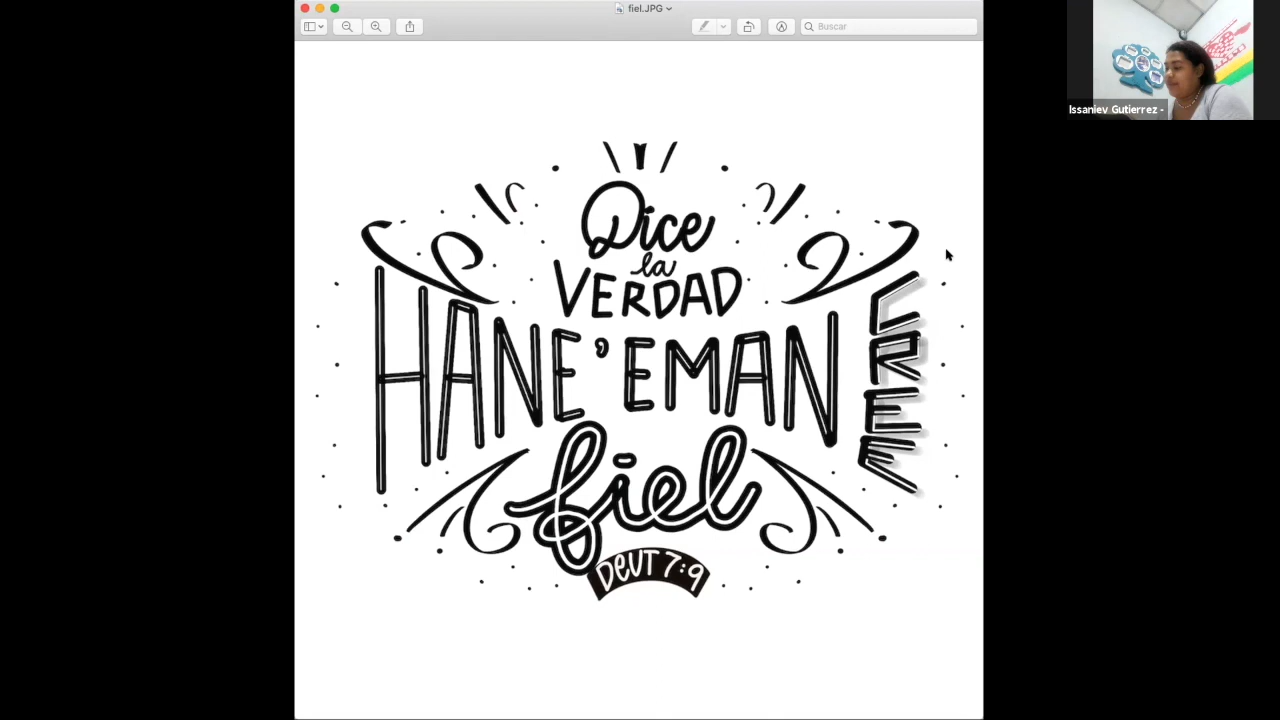 fiel.JPG
Buscar
Issaniev Gutierrez -
Dice
la
VERDAD
HANE’EMAN
CREE
fiel
DEUT 7:9